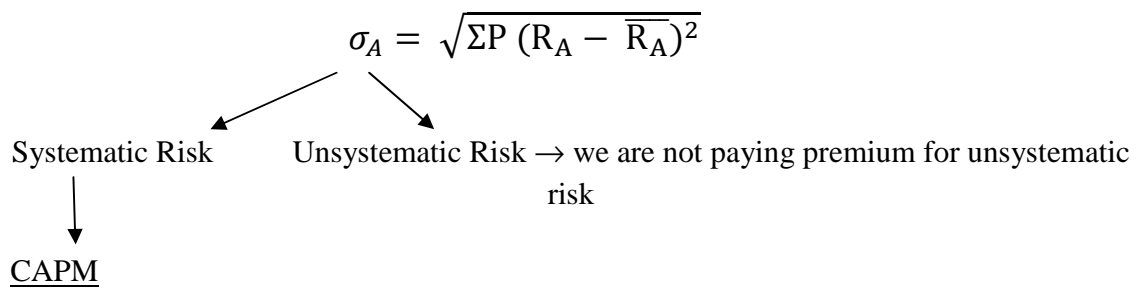 σ_A = √ΣP (R_A − R̅_A)²
Systematic Risk Unsystematic Risk → we are not paying premium for unsystematic
risk
CAPM